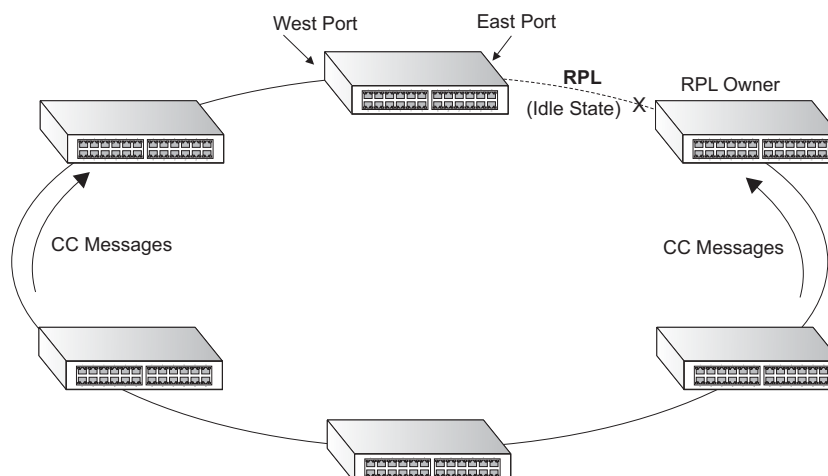 East Port
West Port
RPL
RPL Owner
(Idle State)
X
CC Messages
CC Messages